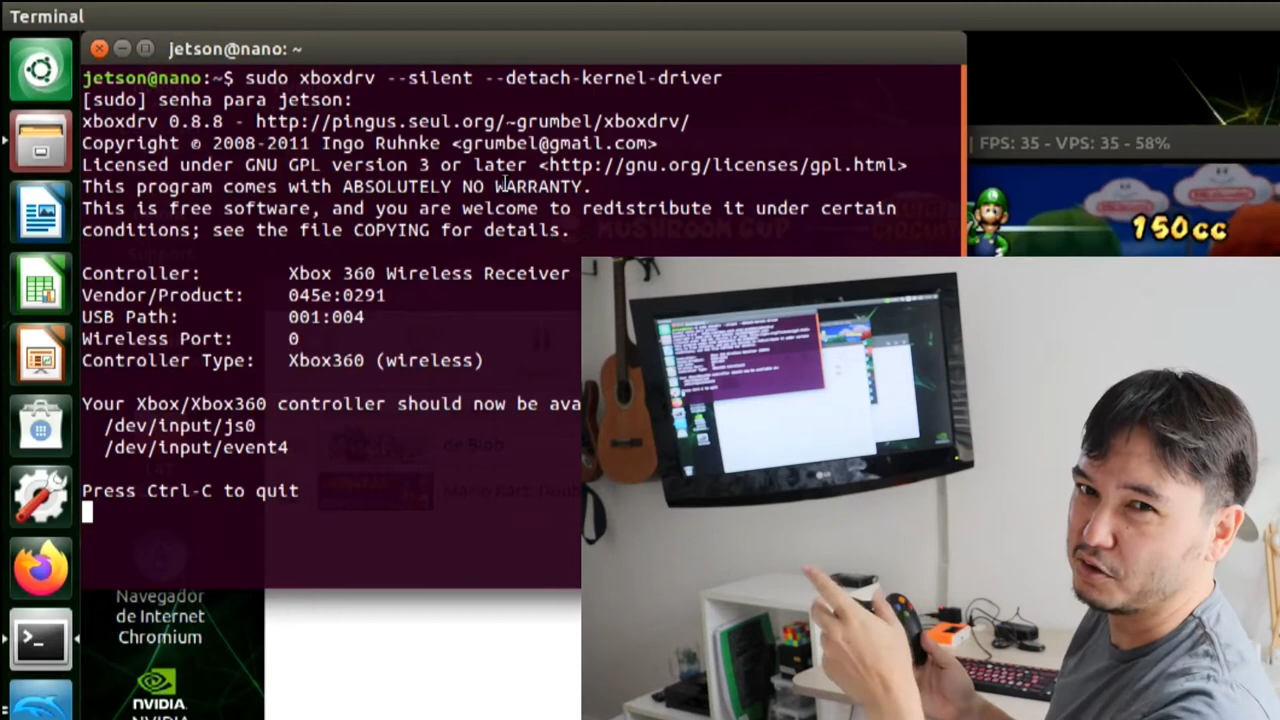 Terminal
jetson@nano: ~
jetson@nano:~$ sudo xboxdrv --silent --detach-kernel-driver
[sudo] senha para jetson:
xboxdrv 0.8.8 - http://pingus.seul.org/~grumbel/xboxdrv/
Copyright © 2008-2011 Ingo Ruhnke <grumbel@gmail.com>
Licensed under GNU GPL version 3 or later <http://gnu.org/licenses/gpl.html>
This program comes with ABSOLUTELY NO WARRANTY.
This is free software, and you are welcome to redistribute it under certain
conditions; see the file COPYING for details.
Controller: Xbox 360 Wireless Receiver
Vendor/Product: 045e:0291
USB Path: 001:004
Wireless Port: 0
Controller Type: Xbox360 (wireless)
Your Xbox/Xbox360 controller should now be ava
/dev/input/js0
/dev/input/event4
Press Ctrl-C to quit
| FPS: 35 - VPS: 35 - 58%
150cc
MUSHROOM CUP
de Blob
Navegador
de Internet
Chromium
NVIDIA